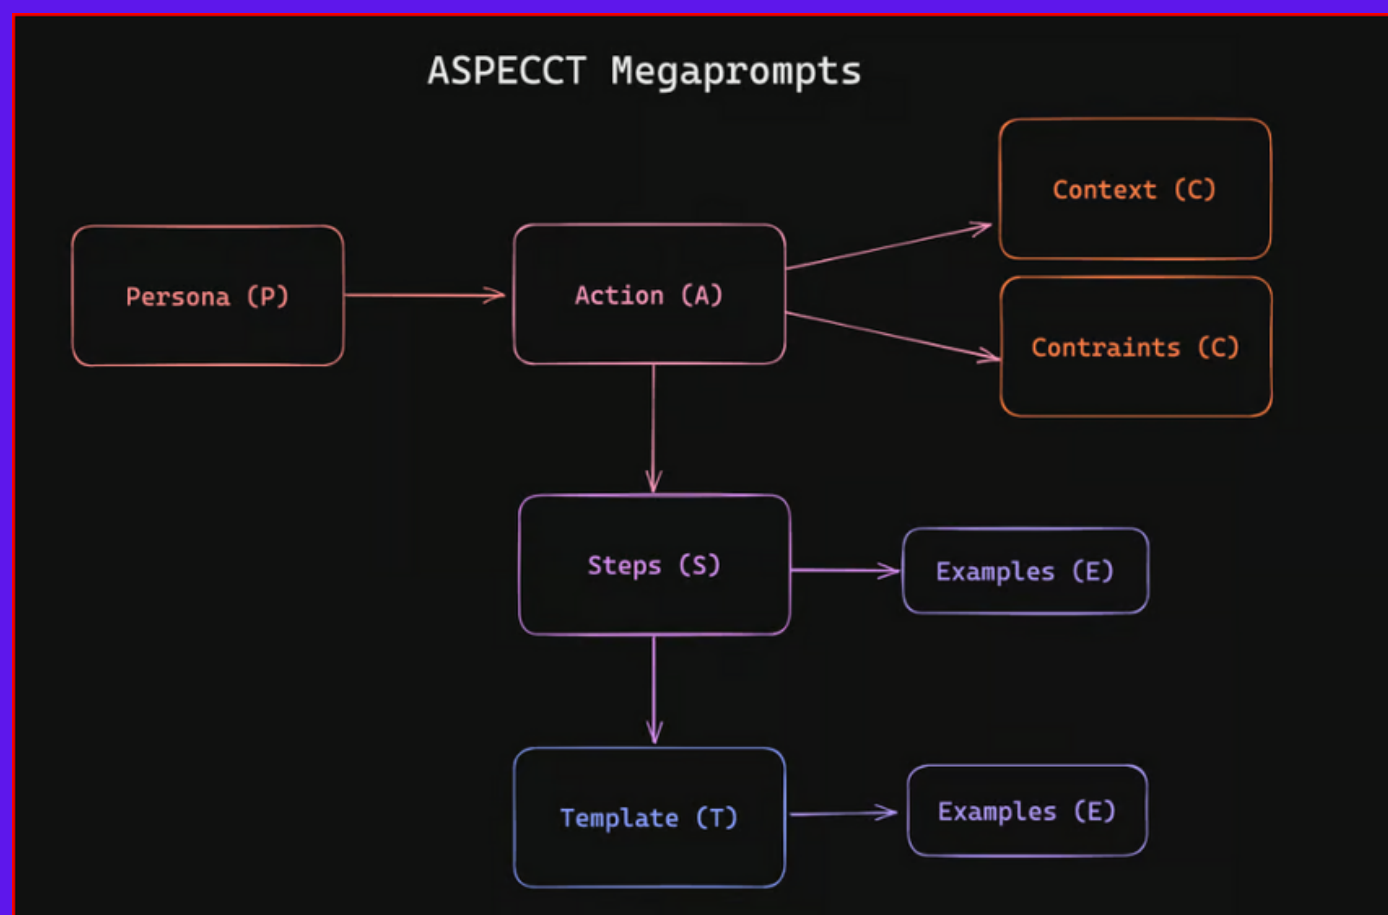 ASPECCT Megaprompts
Context (C)
Persona (P)
Action (A)
Contraints (C)
Steps (S)
Examples (E)
Template (T)
Examples (E)